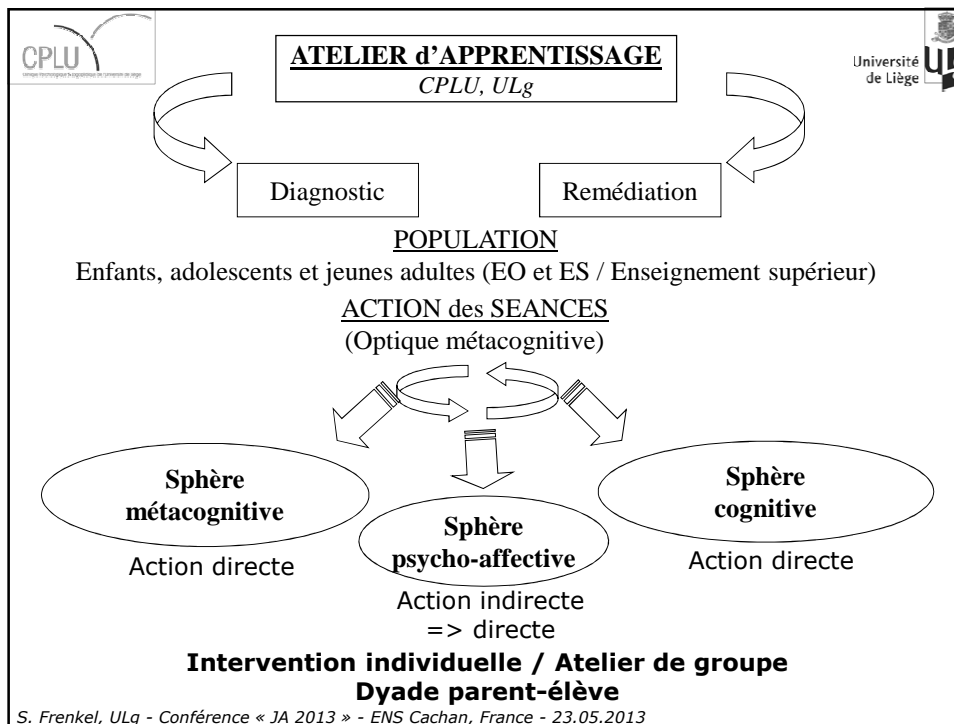 CPLU
ATELIER d'APPRENTISSAGE
CPLU, ULg
Université
de Liège
Diagnostic
Remédiation
POPULATION
Enfants, adolescents et jeunes adultes (EO et ES / Enseignement supérieur)
ACTION des SEANCES
(Optique métacognitive)
Sphère
métacognitive
Action directe
Sphère
psycho-affective
Action indirecte
=> directe
Sphère
cognitive
Action directe
Intervention individuelle / Atelier de groupe
Dyade parent-élève
S. Frenkel, ULg - Conférence « JA 2013 » - ENS Cachan, France - 23.05.2013